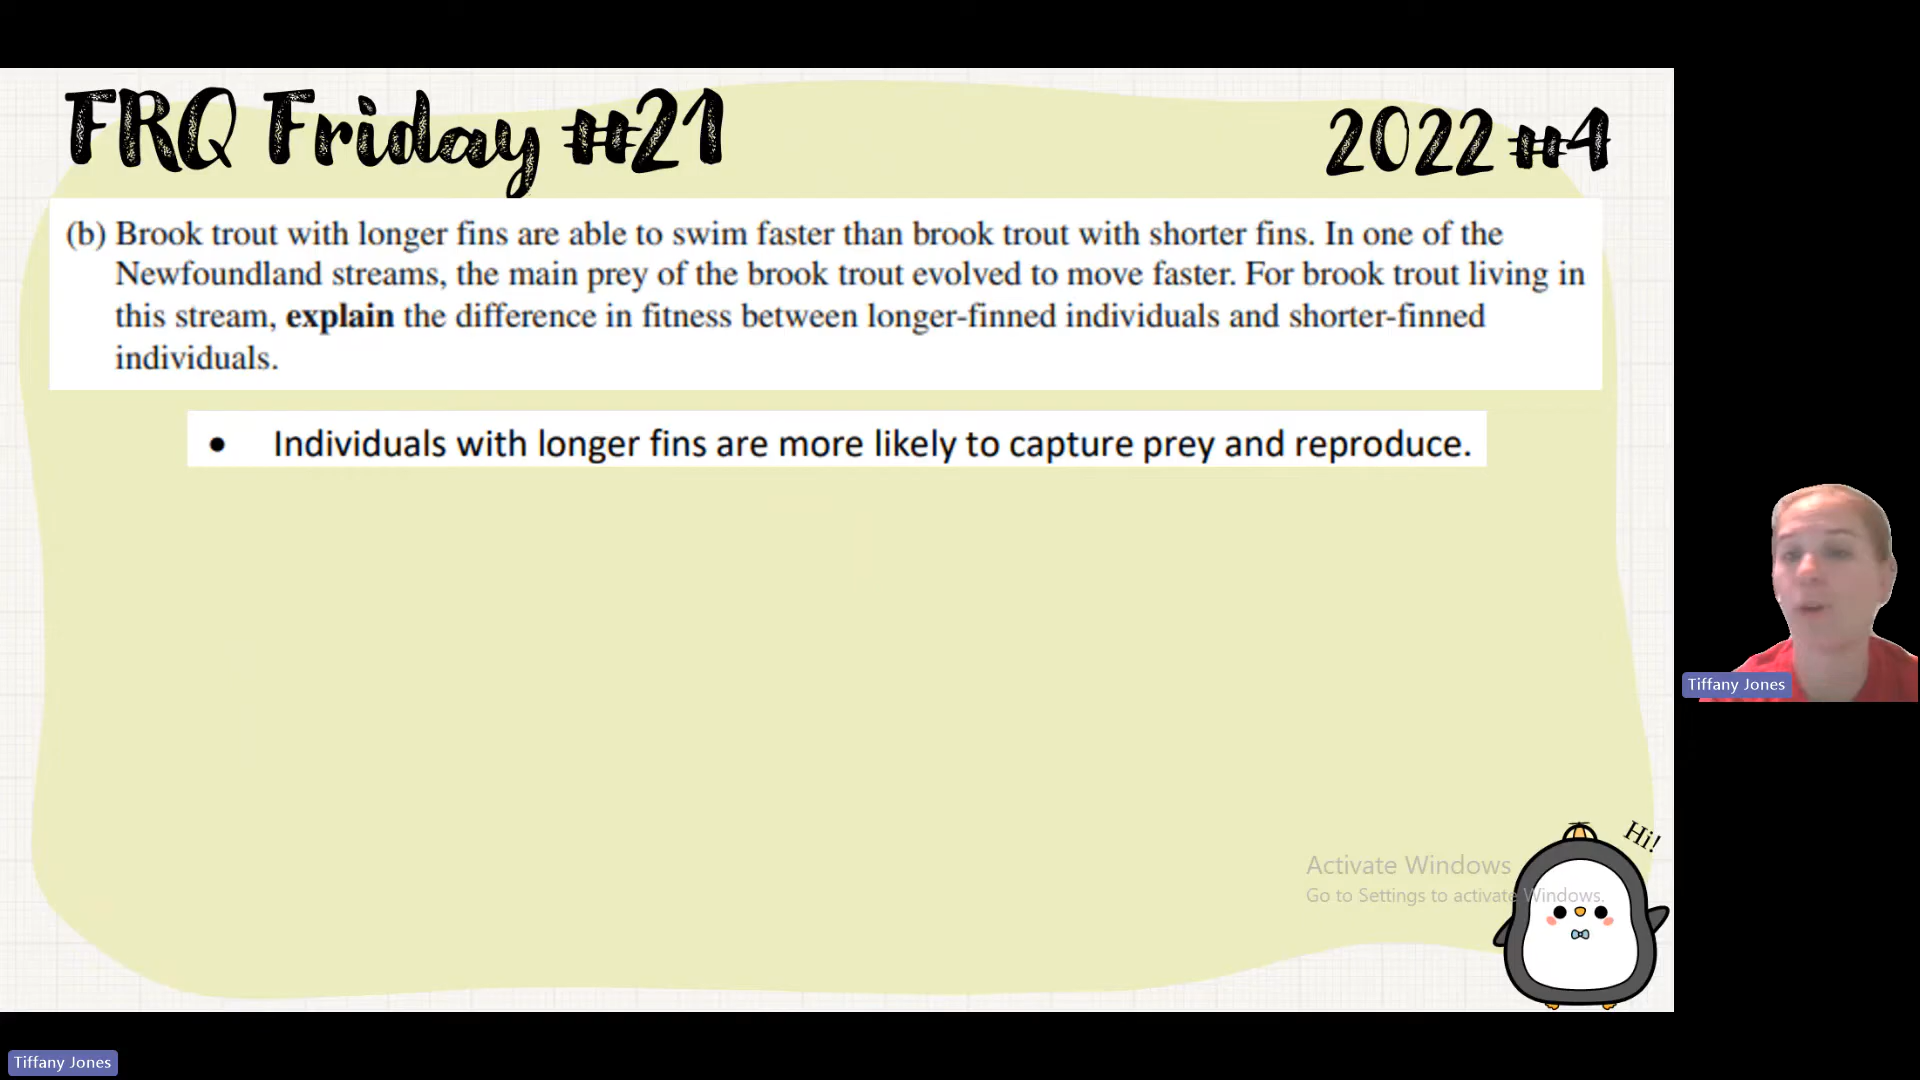 FRQ Friday #21
2022 #4
(b) Brook trout with longer fins are able to swim faster than brook trout with shorter fins. In one of the
Newfoundland streams, the main prey of the brook trout evolved to move faster. For brook trout living in
this stream, explain the difference in fitness between longer-finned individuals and shorter-finned
individuals.
• Individuals with longer fins are more likely to capture prey and reproduce.
Tiffany Jones
Hi!
Activate Windows
Go to Settings to activate Windows.
Tiffany Jones